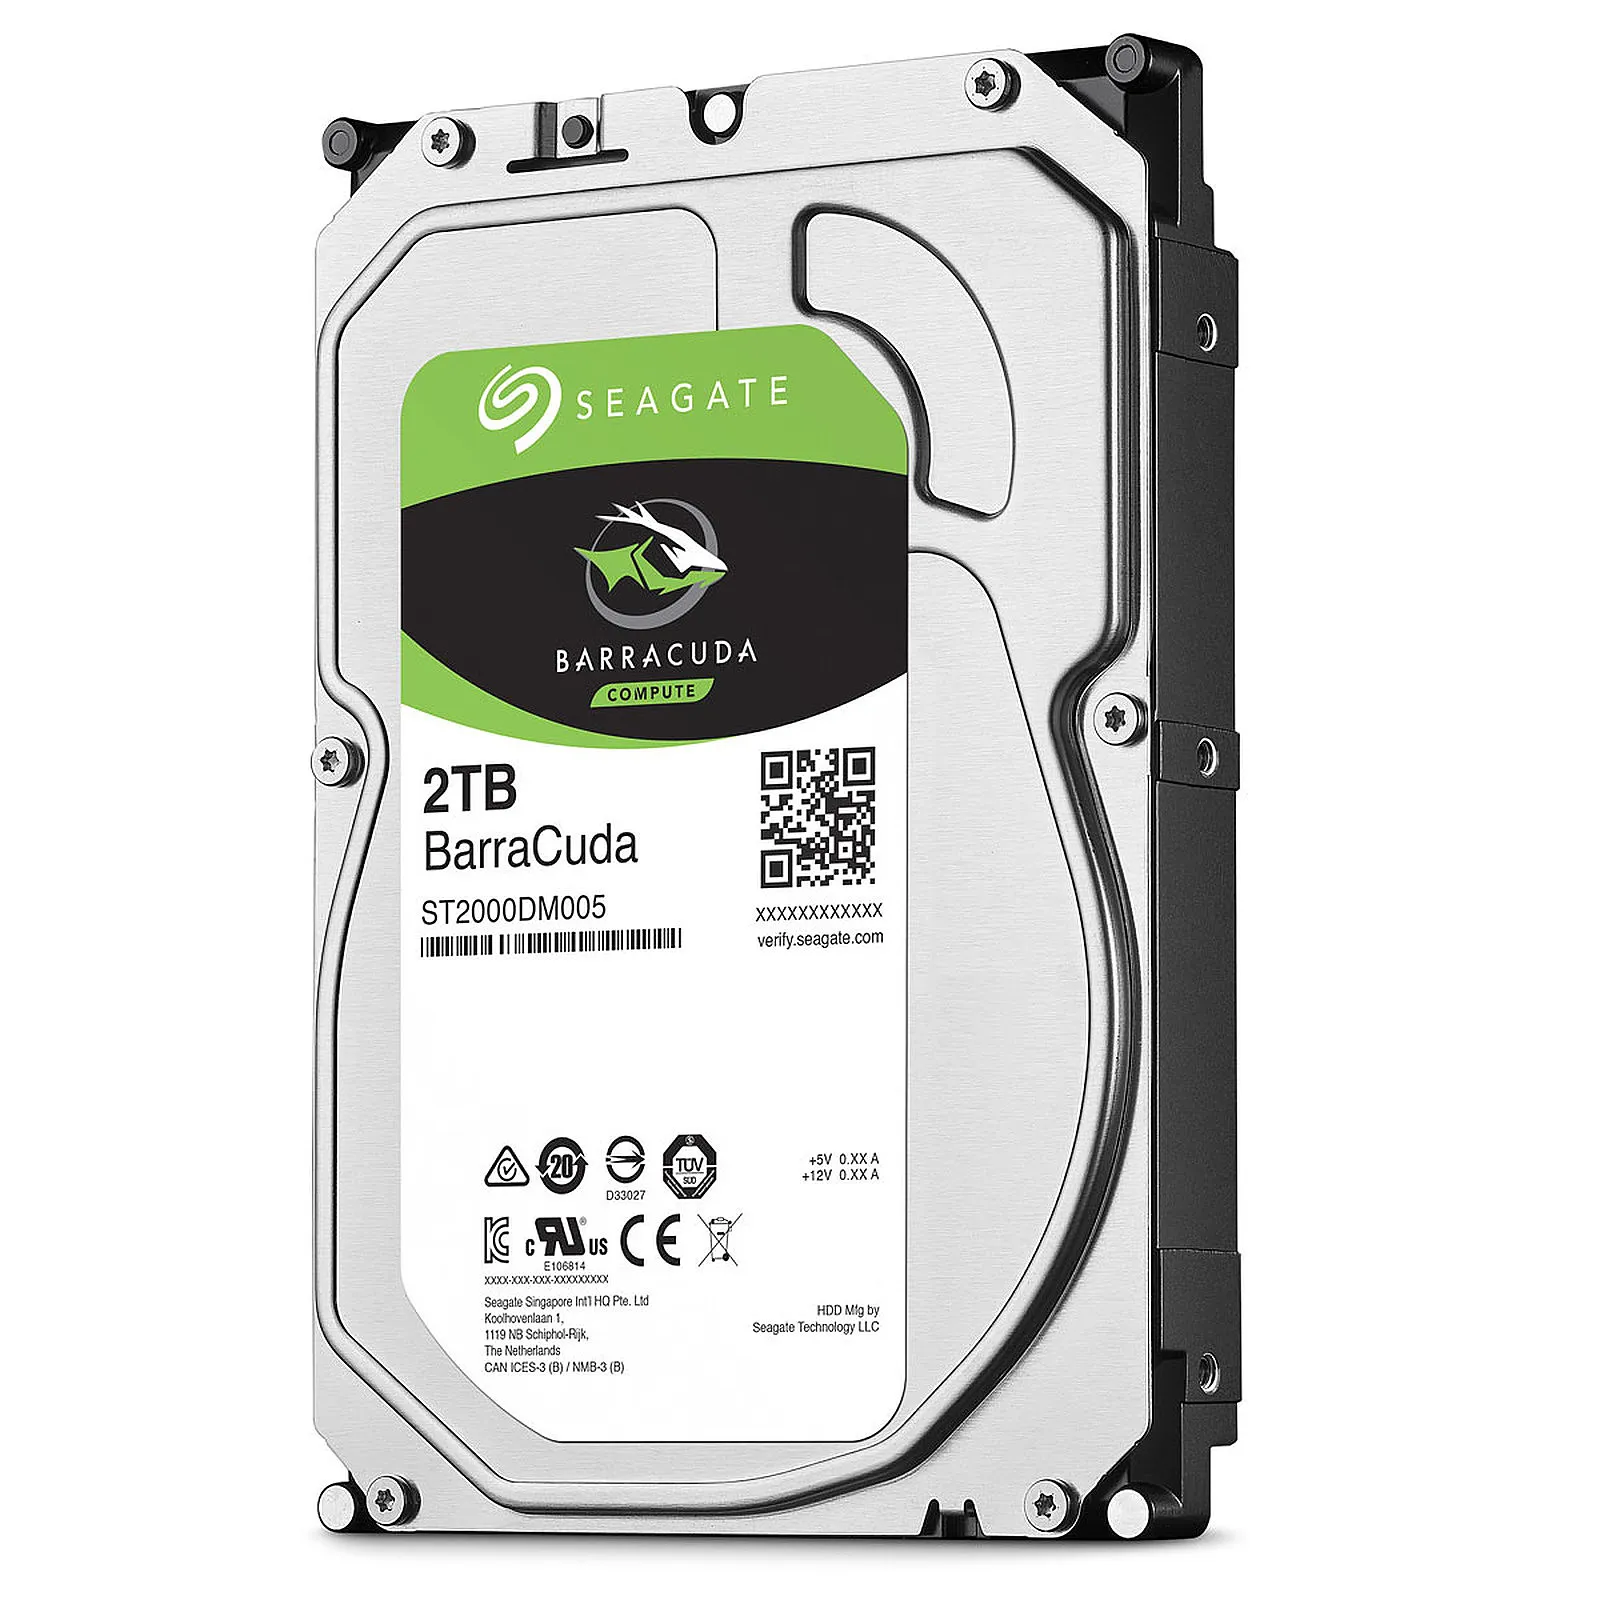 SEAGATE
BARRACUDA
COMPUTE
2TB
BarraCuda
ST2000DM005
XXXXXXXXXXXX
verify.seagate.com
20
D33027
TÜV
SÜD
+5V 0.XX A
+12V 0.XX A
c RU US
E106814
CE
XXXX-XXX-XXX-XXXXXXXXX
Seagate Singapore Int'l HQ Pte. Ltd
Koolhovenlaan 1,
1119 NB Schiphol-Rijk,
The Netherlands
CAN ICES-3 (B) / NMB-3 (B)
HDD Mfg by
Seagate Technology LLC